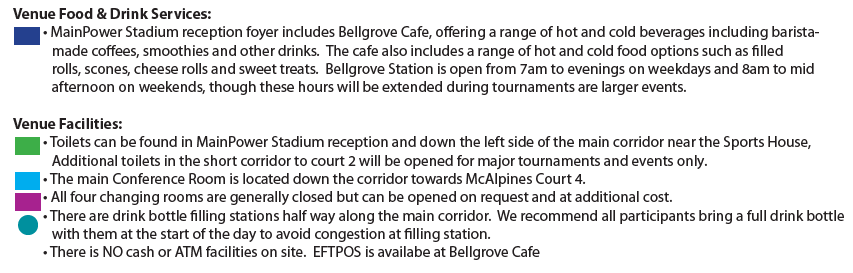 Venue Food & Drink Services:
• MainPower Stadium reception foyer includes Bellgrove Cafe, offering a range of hot and cold beverages including barista-
made coffees, smoothies and other drinks. The cafe also includes a range of hot and cold food options such as filled
rolls, scones, cheese rolls and sweet treats. Bellgrove Station is open from 7am to evenings on weekdays and 8am to mid
afternoon on weekends, though these hours will be extended during tournaments are larger events.
Venue Facilities:
• Toilets can be found in MainPower Stadium reception and down the left side of the main corridor near the Sports House,
Additional toilets in the short corridor to court 2 will be opened for major tournaments and events only.
• The main Conference Room is located down the corridor towards McAlpines Court 4.
• All four changing rooms are generally closed but can be opened on request and at additional cost.
• There are drink bottle filling stations half way along the main corridor. We recommend all participants bring a full drink bottle
with them at the start of the day to avoid congestion at filling station.
• There is NO cash or ATM facilities on site. EFTPOS is availabe at Bellgrove Cafe